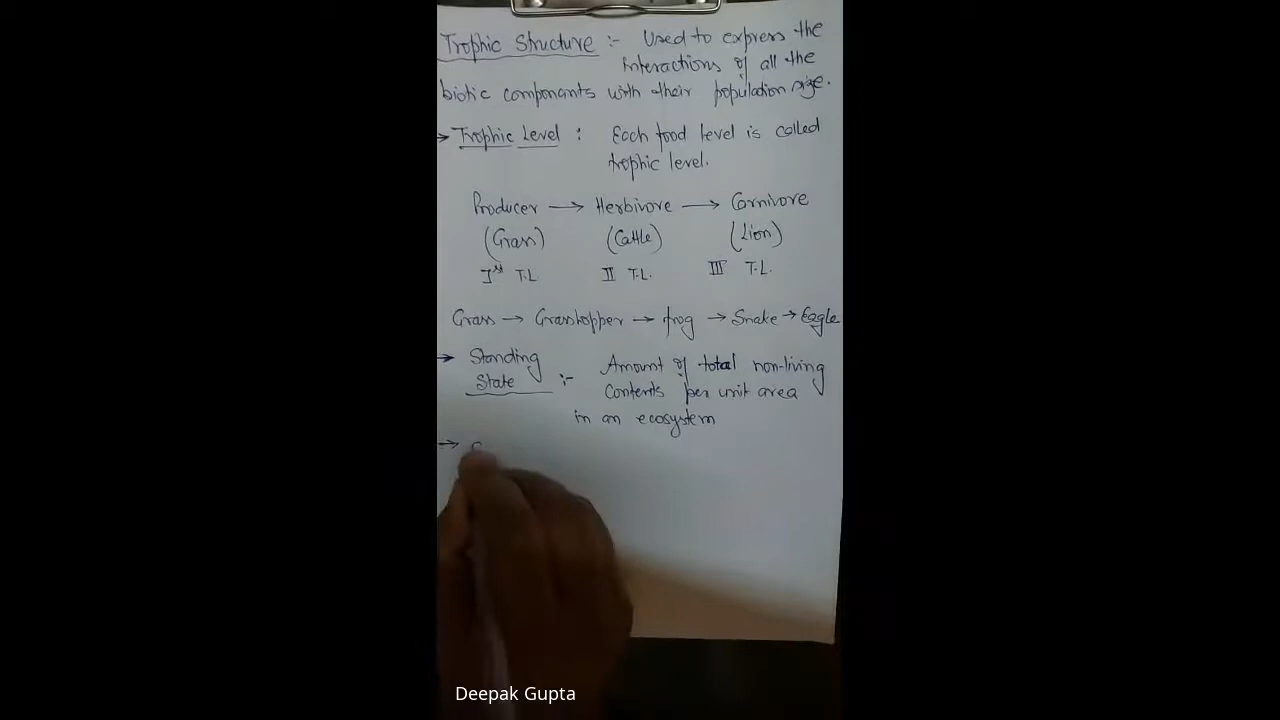 Trophic Structure :- Used to express the
interactions of all the
biotic componants with their population size.
→ Trophic Level : Each food level is called
trophic level.
Producer → Herbivore → Carnivore
(Grass) (Cattle) (Lion)
Ist T.L. II T.L. III T.L.
Grass → Grasshopper → frog → Snake → Eagle
→ Standing State :- Amount of total non-living
contents per unit area
in an ecosystem
→
Deepak Gupta